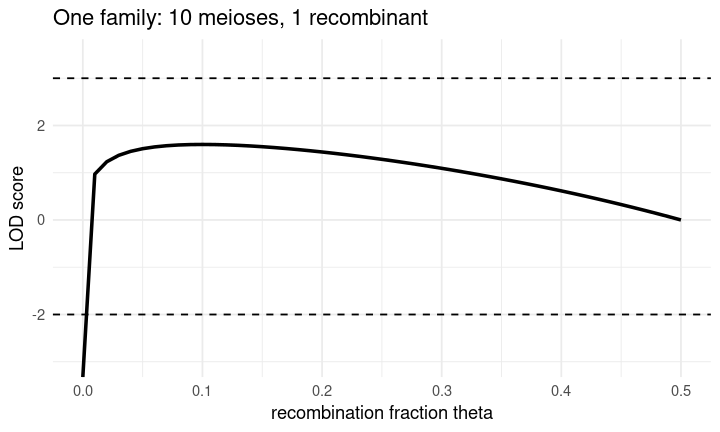 One family: 10 meioses, 1 recombinant
LOD score
2
0
-2
0.0 0.1 0.2 0.3 0.4 0.5
recombination fraction theta